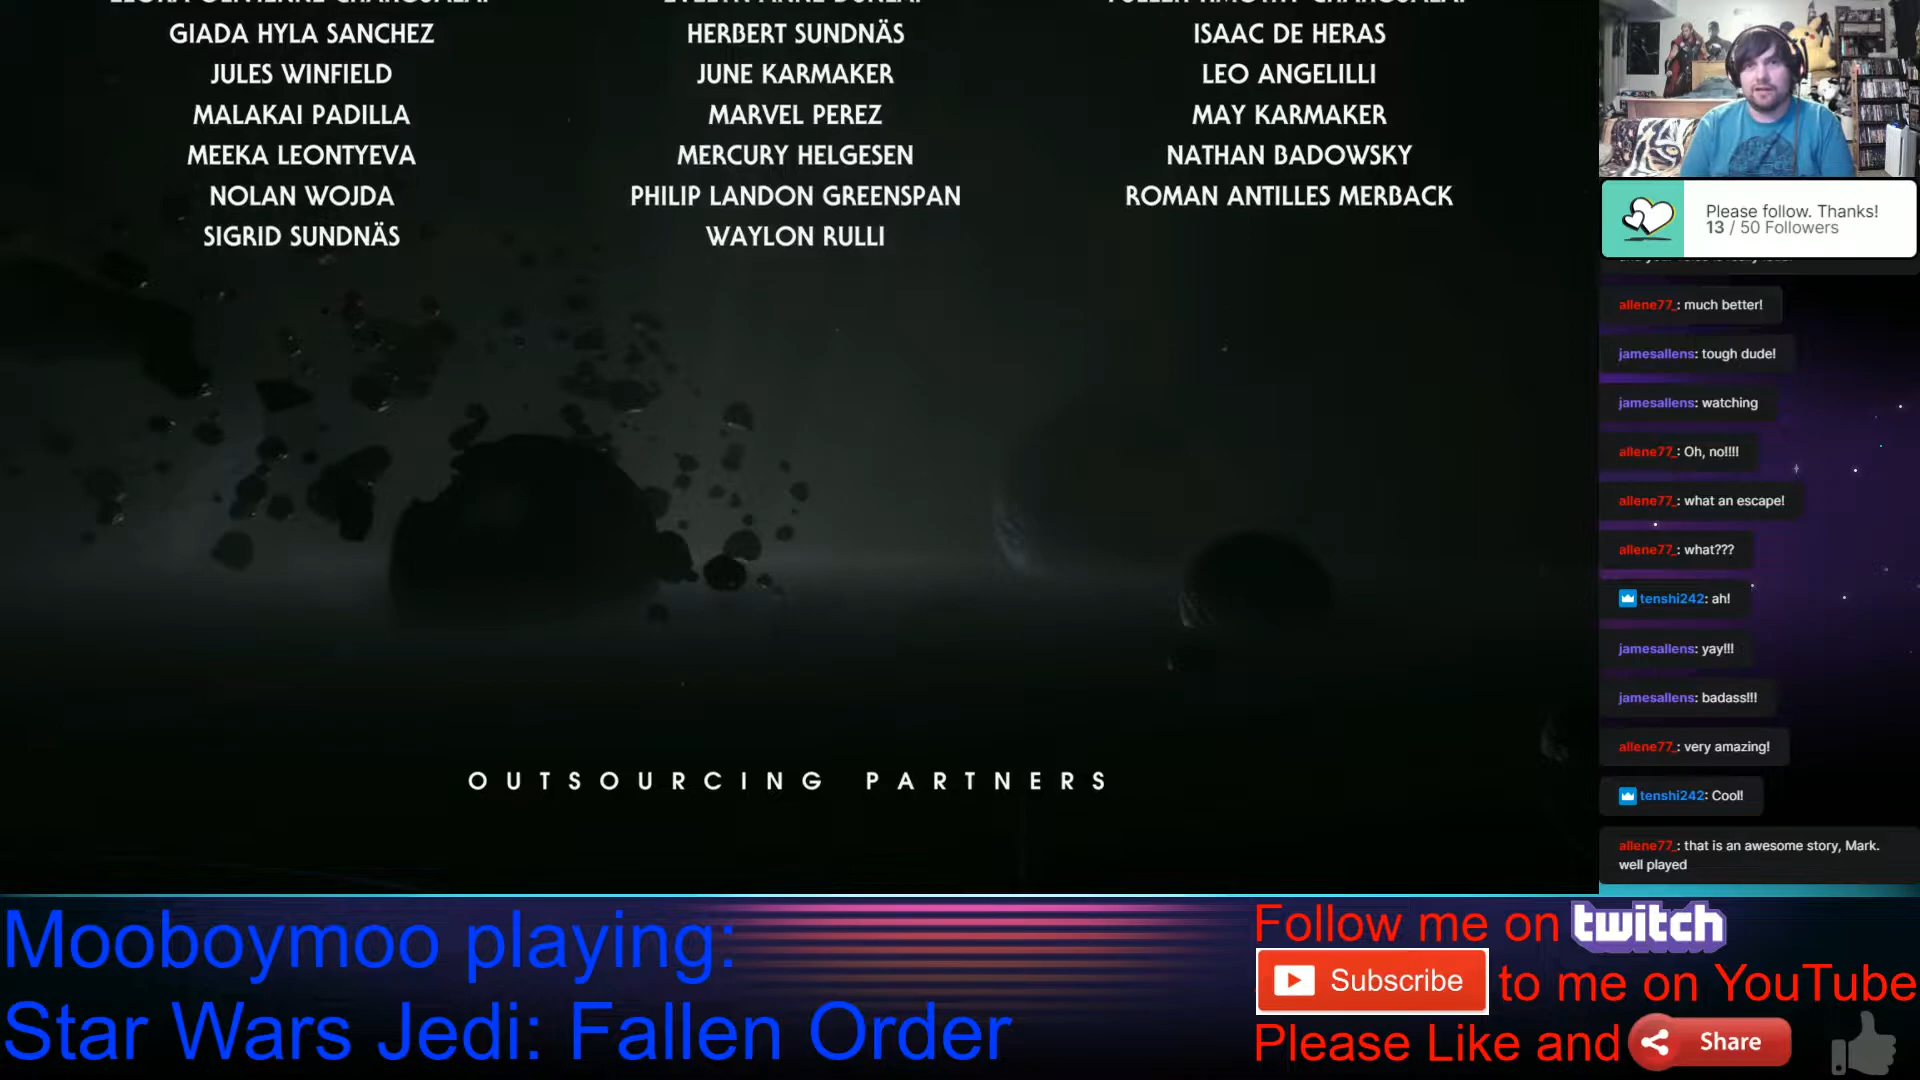 GIADA HYLA SANCHEZ
HERBERT SUNDNÄS
ISAAC DE HERAS
JULES WINFIELD
JUNE KARMAKER
LEO ANGELILLI
MALAKAI PADILLA
MARVEL PEREZ
MAY KARMAKER
MEEKA LEONTYEVA
MERCURY HELGESEN
NATHAN BADOWSKY
NOLAN WOJDA
PHILIP LANDON GREENSPAN
ROMAN ANTILLES MERBACK
SIGRID SUNDNÄS
WAYLON RULLI
OUTSOURCING PARTNERS
Please follow. Thanks!
13 / 50 Followers
allene77_: much better!
jamesallens: tough dude!
jamesallens: watching
allene77_: Oh, no!!!!
allene77_: what an escape!
allene77_: what???
tenshi242: ah!
jamesallens: yay!!!
jamesallens: badass!!!
allene77_: very amazing!
tenshi242: Cool!
allene77_: that is an awesome story, Mark.
well played
Mooboymoo playing:
Star Wars Jedi: Fallen Order
Follow me on twitch
Subscribe to me on YouTube
Please Like and Share